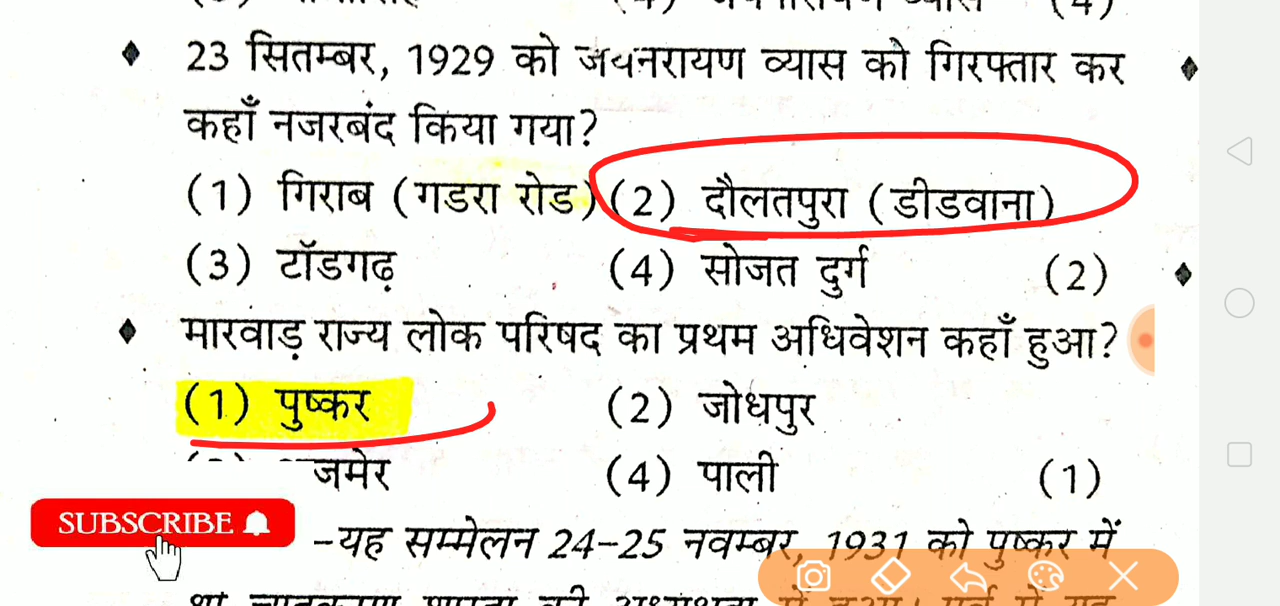 23 सितम्बर, 1929 को जयनरायण व्यास को गिरफ्तार कर
कहाँ नजरबंद किया गया?
(1) गिराब (गडरा रोड) (2) दौलतपुरा (डीडवाना)
(3) टॉडगढ़ (4) सोजत दुर्ग (2)
मारवाड़ राज्य लोक परिषद का प्रथम अधिवेशन कहाँ हुआ?
(1) पुष्कर (2) जोधपुर
जमेर (4) पाली (1)
SUBSCRIBE
-यह सम्मेलन 24-25 नवम्बर, 1931 को पुष्कर में